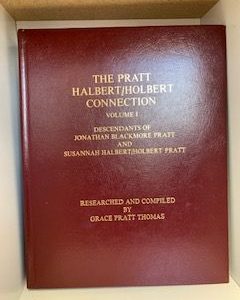 THE PRATT
HALBERT/HOLBERT
CONNECTION
VOLUME I
DESCENDANTS OF
JONATHAN BLACKMORE PRATT
AND
SUSANNAH HALBERT/HOLBERT PRATT
RESEARCHED AND COMPILED
BY
GRACE PRATT THOMAS